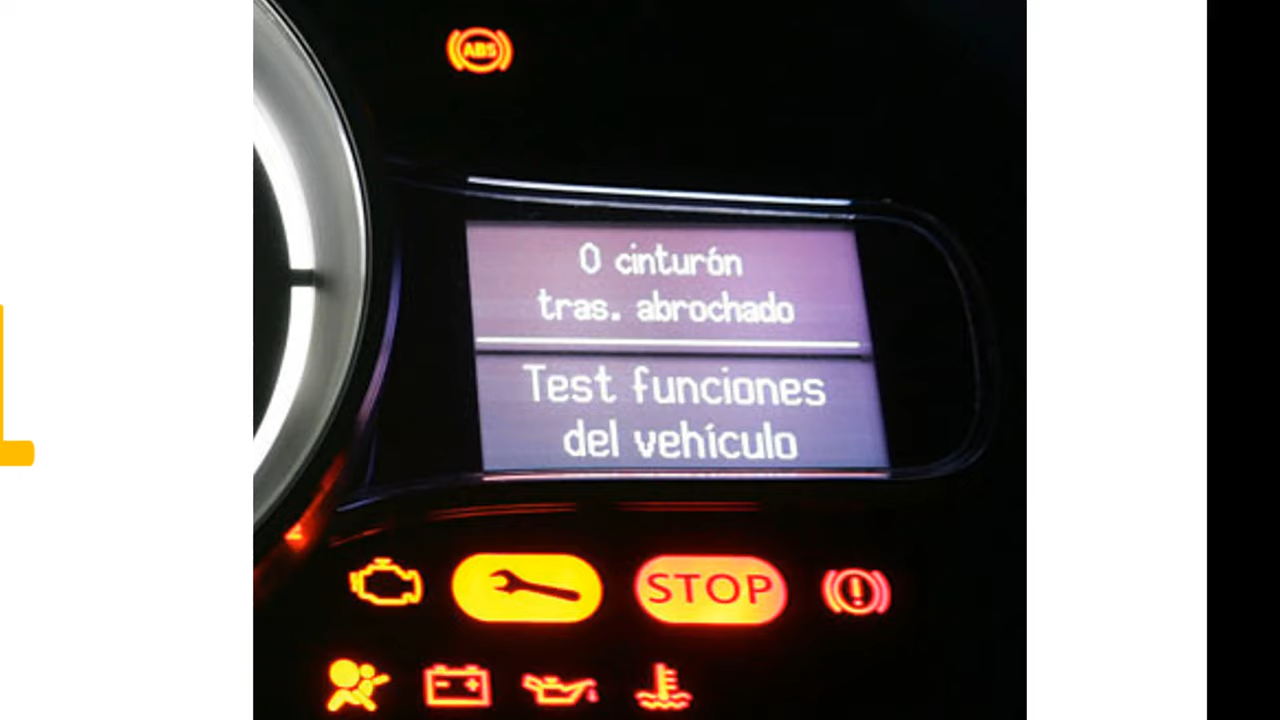 ABS
0 cinturón
tras. abrochado
Test funciones
del vehículo
STOP